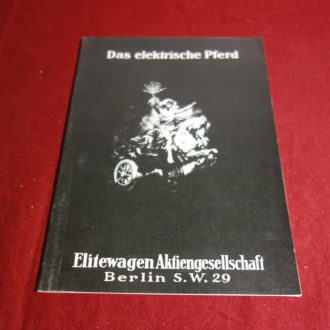 Das elektrische Pferd
Elitewagen Aktiengesellschaft
Berlin S.W. 29